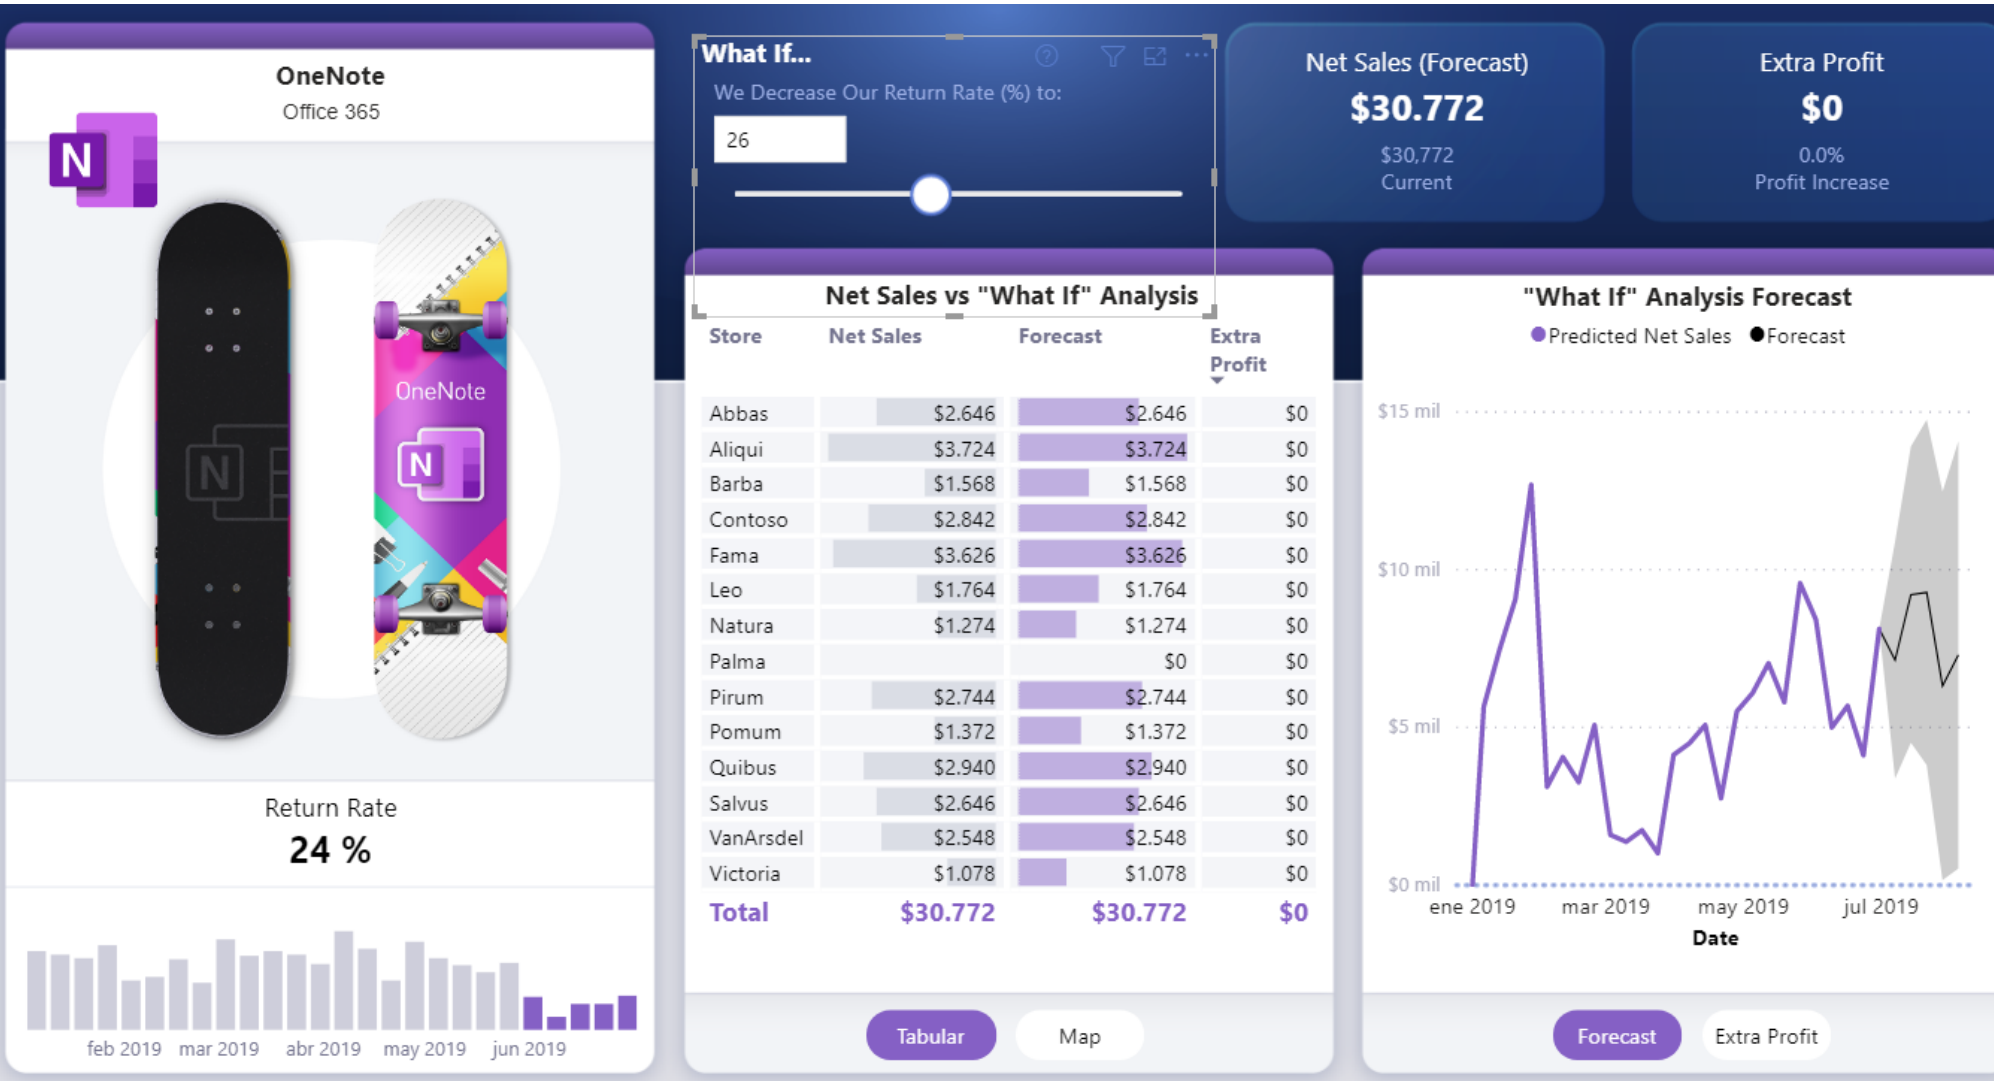 OneNote
Office 365
N
N
OneNote
N
Return Rate
24 %
feb 2019 mar 2019 abr 2019 may 2019 jun 2019
What If...
We Decrease Our Return Rate (%) to:
26
Net Sales (Forecast)
$30.772
$30,772
Current
Extra Profit
$0
0.0%
Profit Increase
Net Sales vs "What If" Analysis
Store Net Sales Forecast Extra Profit
Abbas $2.646 $2.646 $0
Aliqui $3.724 $3.724 $0
Barba $1.568 $1.568 $0
Contoso $2.842 $2.842 $0
Fama $3.626 $3.626 $0
Leo $1.764 $1.764 $0
Natura $1.274 $1.274 $0
Palma $0 $0
Pirum $2.744 $2.744 $0
Pomum $1.372 $1.372 $0
Quibus $2.940 $2.940 $0
Salvus $2.646 $2.646 $0
VanArsdel $2.548 $2.548 $0
Victoria $1.078 $1.078 $0
Total $30.772 $30.772 $0
Tabular Map
"What If" Analysis Forecast
Predicted Net Sales Forecast
$15 mil
$10 mil
$5 mil
$0 mil
ene 2019 mar 2019 may 2019 jul 2019
Date
Forecast Extra Profit